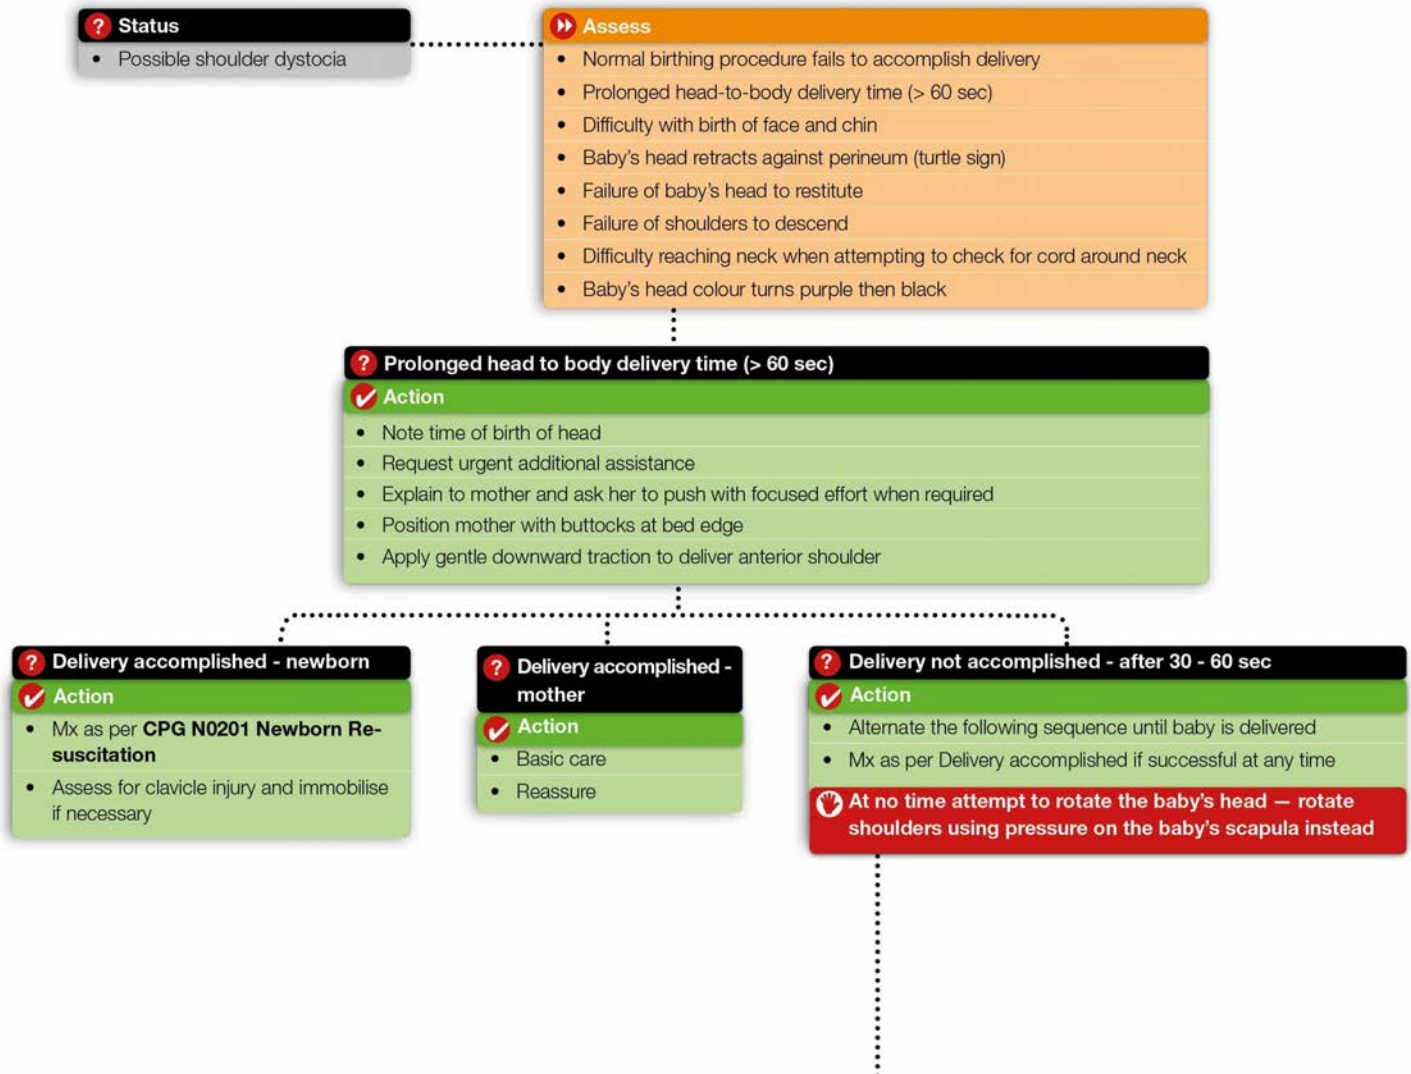 Status
• Possible shoulder dystocia
Assess
• Normal birthing procedure fails to accomplish delivery
• Prolonged head-to-body delivery time (> 60 sec)
• Difficulty with birth of face and chin
• Baby's head retracts against perineum (turtle sign)
• Failure of baby's head to restitute
• Failure of shoulders to descend
• Difficulty reaching neck when attempting to check for cord around neck
• Baby's head colour turns purple then black
Prolonged head to body delivery time (> 60 sec)
Action
• Note time of birth of head
• Request urgent additional assistance
• Explain to mother and ask her to push with focused effort when required
• Position mother with buttocks at bed edge
• Apply gentle downward traction to deliver anterior shoulder
Delivery accomplished - newborn
Action
• Mx as per CPG N0201 Newborn Re-
suscitation
• Assess for clavicle injury and immobilise
if necessary
Delivery accomplished -
mother
Action
• Basic care
• Reassure
Delivery not accomplished - after 30 - 60 sec
Action
• Alternate the following sequence until baby is delivered
• Mx as per Delivery accomplished if successful at any time
At no time attempt to rotate the baby's head — rotate
shoulders using pressure on the baby's scapula instead